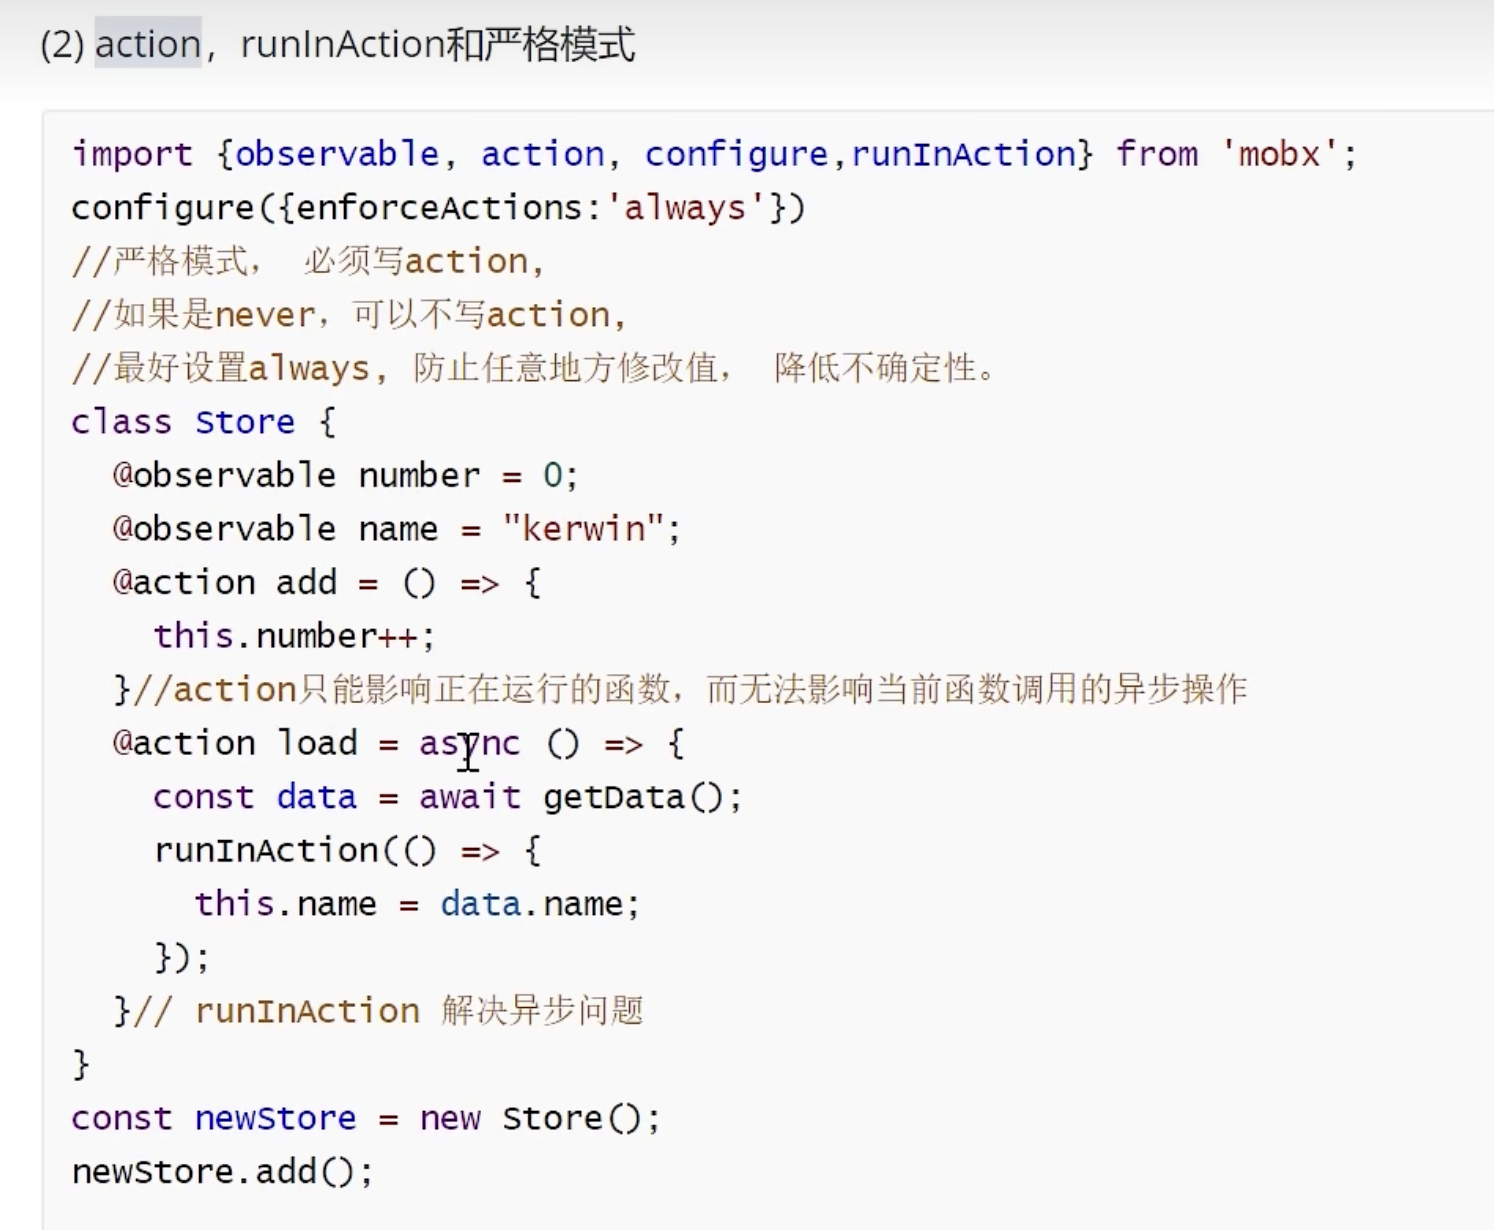 (2) action，runInAction和严格模式
import {observable, action, configure,runInAction} from 'mobx';
configure({enforceActions:'always'})
//严格模式， 必须写action,
//如果是never，可以不写action,
//最好设置always, 防止任意地方修改值， 降低不确定性。
class Store {
  @observable number = 0;
  @observable name = "kerwin";
  @action add = () => {
    this.number++;
  }//action只能影响正在运行的函数，而无法影响当前函数调用的异步操作
  @action load = async () => {
    const data = await getData();
    runInAction(() => {
      this.name = data.name;
    });
  }// runInAction 解决异步问题
}
const newStore = new Store();
newStore.add();